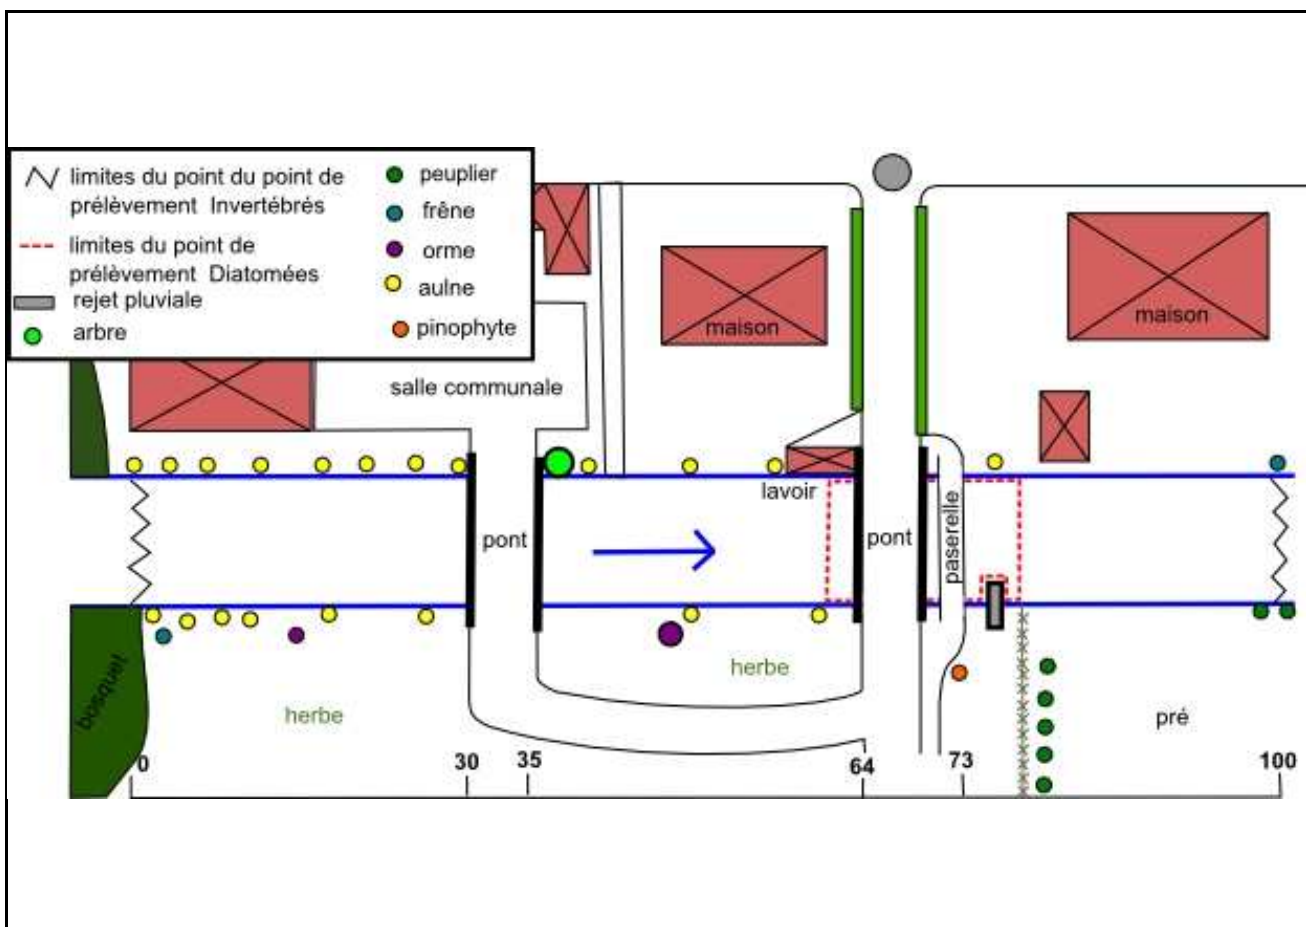 limites du point du point de
prélèvement Invertébrés
limites du point de
prélèvement Diatomées
rejet pluviale
arbre
peuplier
frêne
orme
aulne
pinophyte
maison
maison
salle communale
lavoir
pont
pont
paserelle
bosquet
herbe
herbe
pré
0
30
35
64
73
100